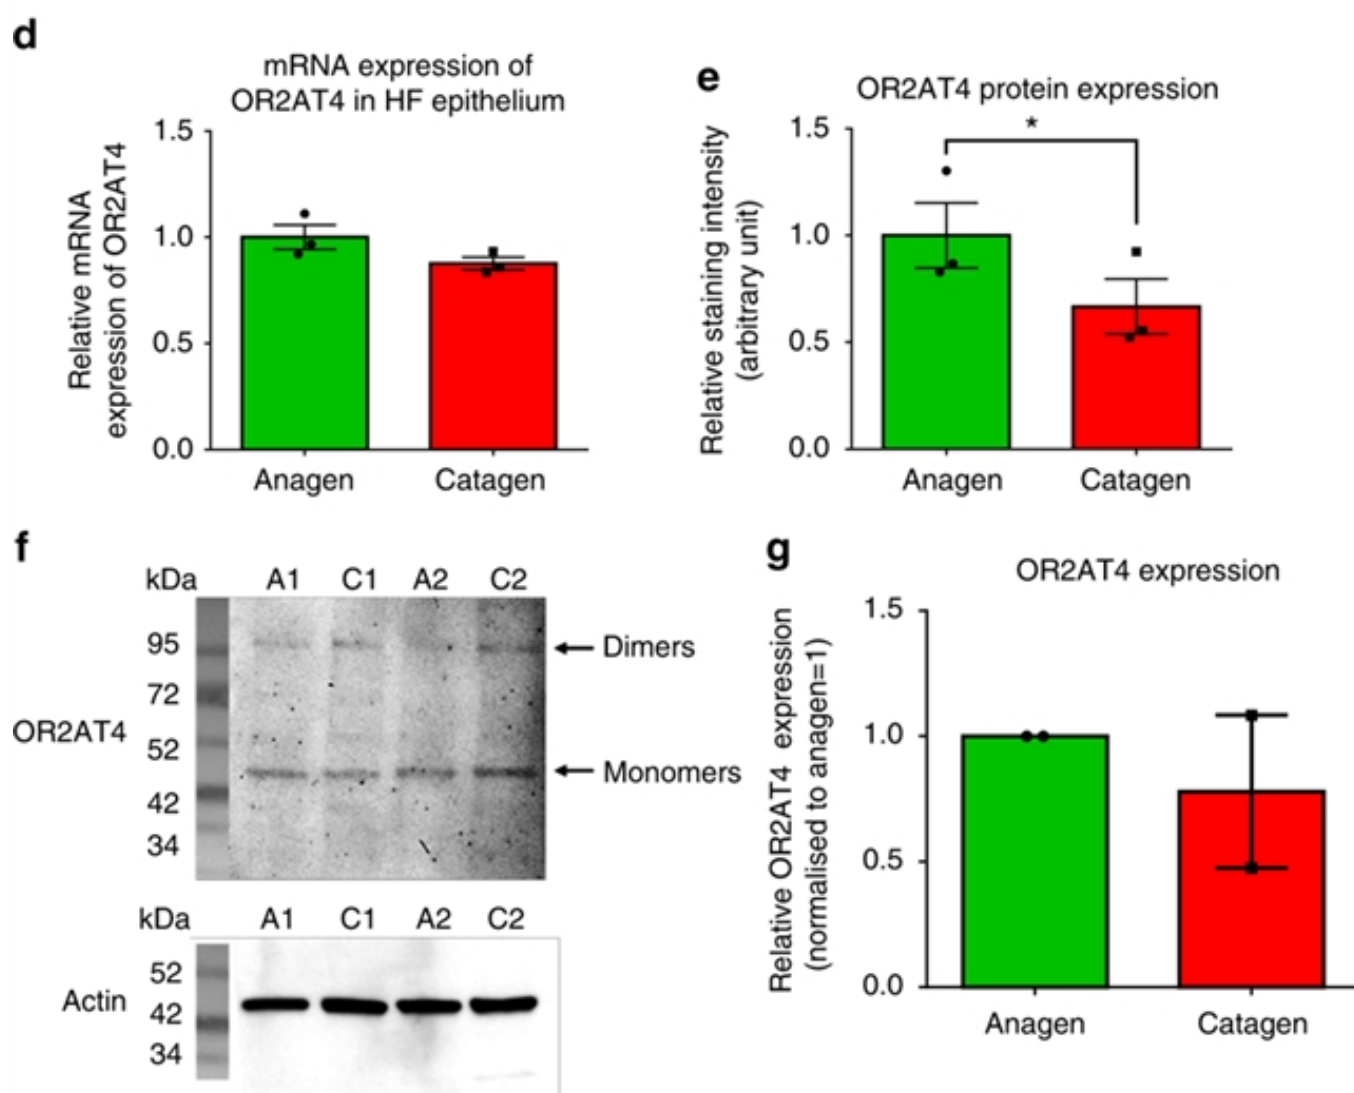 d
mRNA expression of
OR2AT4 in HF epithelium
Relative mRNA
expression of OR2AT4
1.5
1.0
0.5
0.0
Anagen Catagen
e
OR2AT4 protein expression
*
Relative staining intensity
(arbitrary unit)
1.5
1.0
0.5
0.0
Anagen Catagen
f
kDa A1 C1 A2 C2
95
72
52
42
34
OR2AT4
Dimers
Monomers
kDa A1 C1 A2 C2
52
42
34
Actin
g
OR2AT4 expression
Relative OR2AT4 expression
(normalised to anagen=1)
1.5
1.0
0.5
0.0
Anagen Catagen